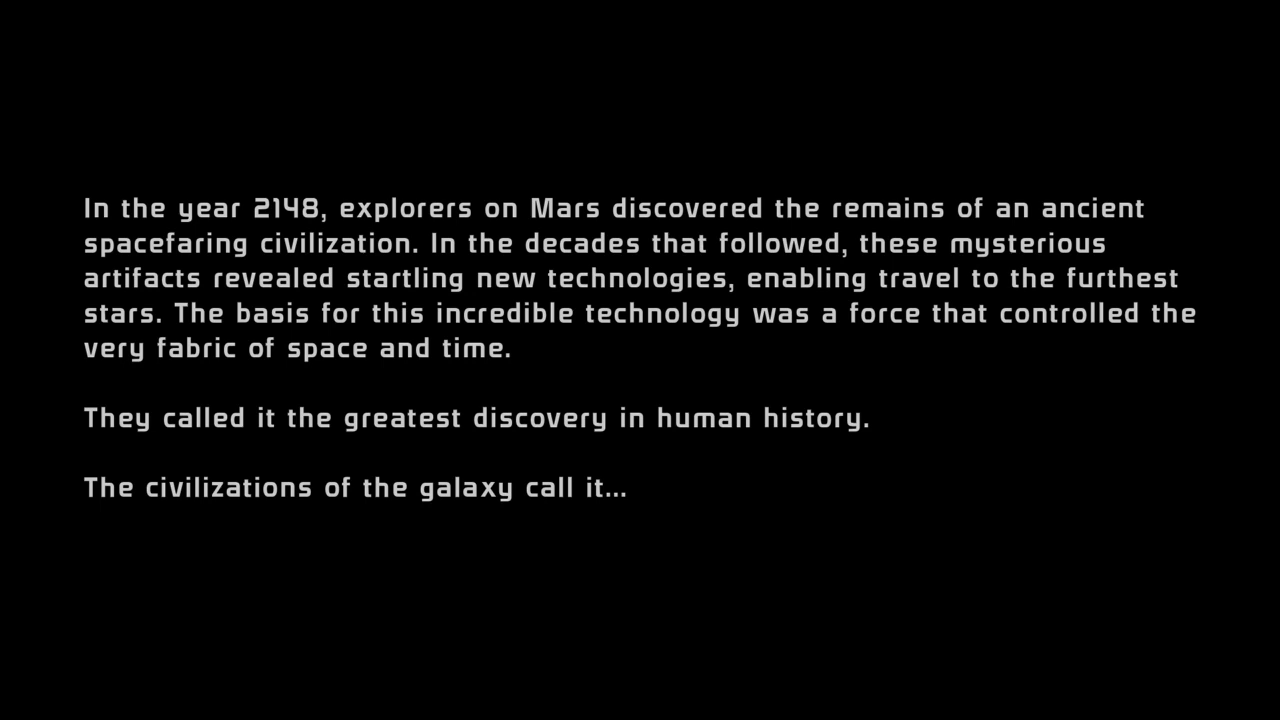 In the year 2148, explorers on Mars discovered the remains of an ancient
spacefaring civilization. In the decades that followed, these mysterious
artifacts revealed startling new technologies, enabling travel to the furthest
stars. The basis for this incredible technology was a force that controlled the
very fabric of space and time.
They called it the greatest discovery in human history.
The civilizations of the galaxy call it...